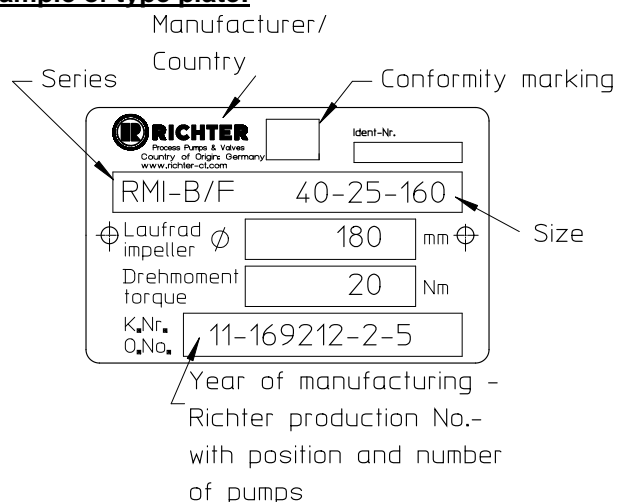 ample of type plate:
Manufacturer/
Country
Series
Conformity marking
RICHTER
Process Pumps & Valves
Country of Origin: Germany
www.richter-ct.com
Ident-Nr.
RMI-B/F 40-25-160
Size
Laufrad
impeller Ø 180 mm
Drehmoment
torque 20 Nm
K.Nr.
O.No. 11-169212-2-5
Year of manufacturing -
Richter production No.-
with position and number
of pumps